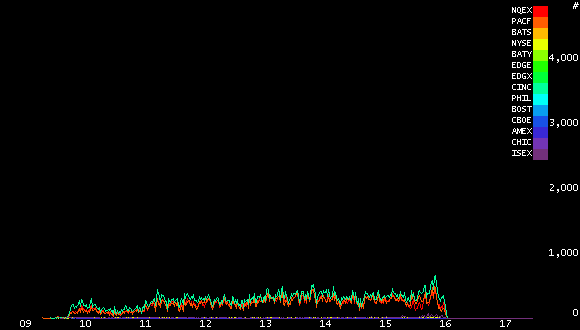 #
NQEX
PACF
BATS
NYSE
BATY
EDGE
EDGX
CINC
PHIL
BOST
CBOE
AMEX
CHIC
ISEX
4,000
3,000
2,000
1,000
0
09 10 11 12 13 14 15 16 17